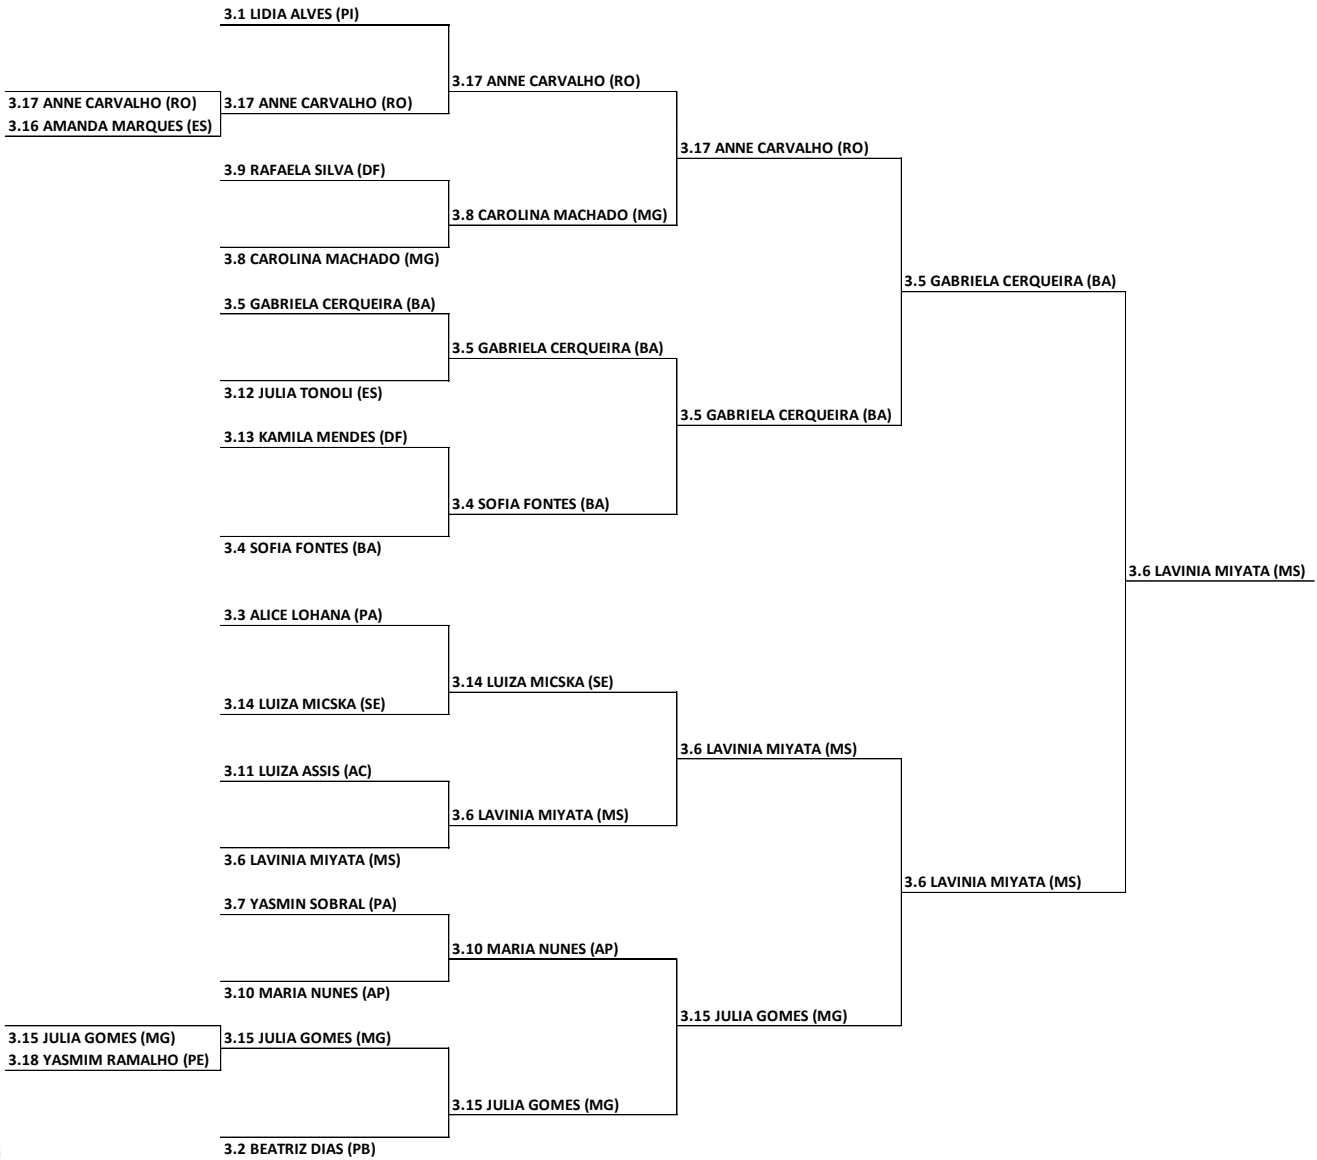 3.1 LIDIA ALVES (PI)
3.17 ANNE CARVALHO (RO)
3.17 ANNE CARVALHO (RO)
3.17 ANNE CARVALHO (RO)
3.16 AMANDA MARQUES (ES)
3.17 ANNE CARVALHO (RO)
3.9 RAFAELA SILVA (DF)
3.8 CAROLINA MACHADO (MG)
3.8 CAROLINA MACHADO (MG)
3.5 GABRIELA CERQUEIRA (BA)
3.5 GABRIELA CERQUEIRA (BA)
3.5 GABRIELA CERQUEIRA (BA)
3.12 JULIA TONOLI (ES)
3.5 GABRIELA CERQUEIRA (BA)
3.13 KAMILA MENDES (DF)
3.4 SOFIA FONTES (BA)
3.4 SOFIA FONTES (BA)
3.6 LAVINIA MIYATA (MS)
3.3 ALICE LOHANA (PA)
3.14 LUIZA MICSKA (SE)
3.14 LUIZA MICSKA (SE)
3.6 LAVINIA MIYATA (MS)
3.11 LUIZA ASSIS (AC)
3.6 LAVINIA MIYATA (MS)
3.6 LAVINIA MIYATA (MS)
3.6 LAVINIA MIYATA (MS)
3.7 YASMIN SOBRAL (PA)
3.10 MARIA NUNES (AP)
3.10 MARIA NUNES (AP)
3.15 JULIA GOMES (MG)
3.15 JULIA GOMES (MG)
3.15 JULIA GOMES (MG)
3.18 YASMIM RAMALHO (PE)
3.15 JULIA GOMES (MG)
3.2 BEATRIZ DIAS (PB)